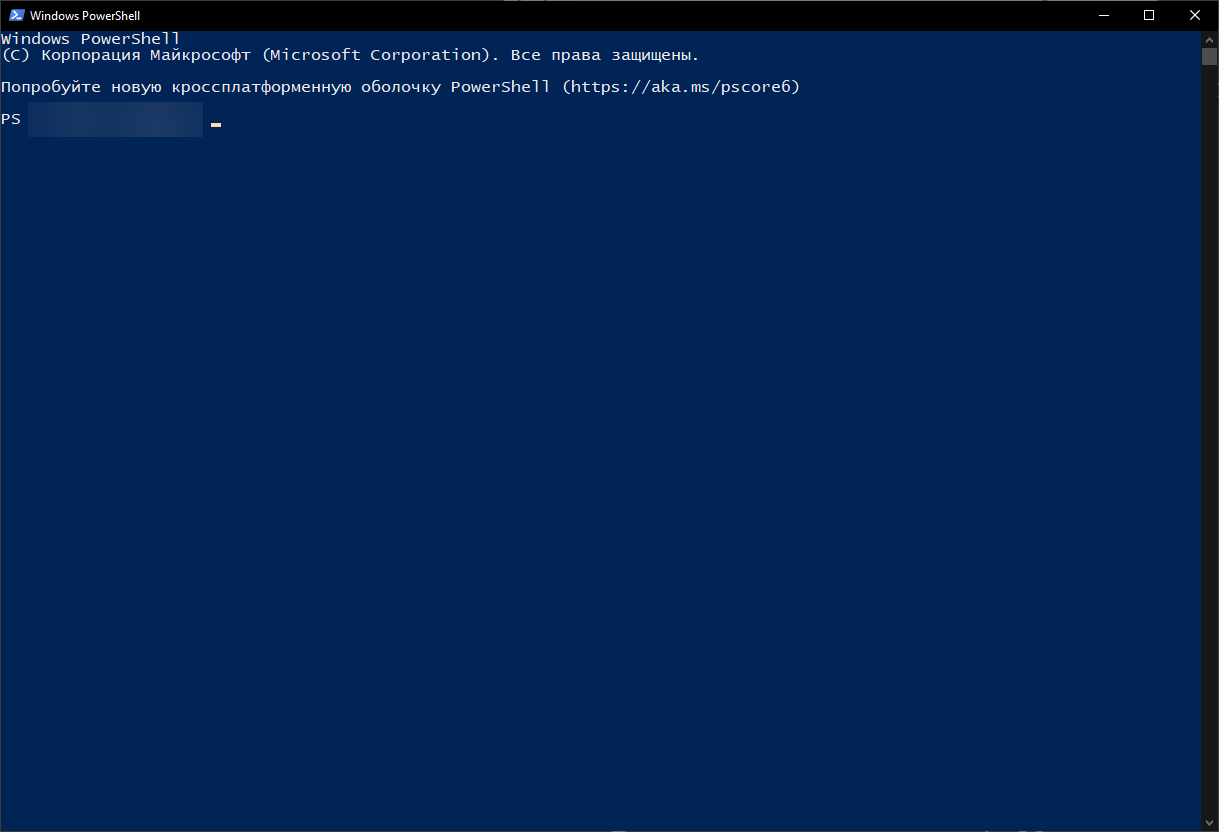 Windows PowerShell
Windows PowerShell
(C) Корпорация Майкрософт (Microsoft Corporation). Все права защищены.
Попробуйте новую кроссплатформенную оболочку PowerShell (https://aka.ms/pscore6)
PS